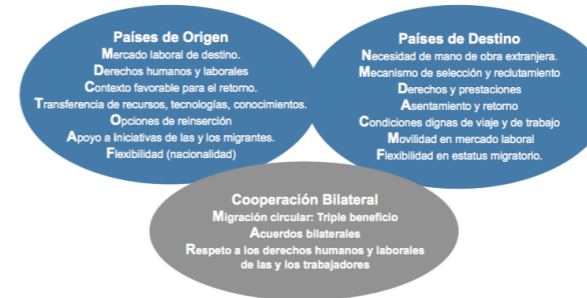 Países de Origen
Mercado laboral de destino.
Derechos humanos y laborales
Contexto favorable para el retorno.
Transferencia de recursos, tecnologías, conocimientos.
Opciones de reinserción
Apoyo a Iniciativas de las y los migrantes.
Flexibilidad (nacionalidad)
Países de Destino
Necesidad de mano de obra extranjera.
Mecanismo de selección y reclutamiento
Derechos y prestaciones
Asentamiento y retorno
Condiciones dignas de viaje y de trabajo
Movilidad en mercado laboral
Flexibilidad en estatus migratorio.
Cooperación Bilateral
Migración circular: Triple beneficio
Acuerdos bilaterales
Respeto a los derechos humanos y laborales
de las y los trabajadores